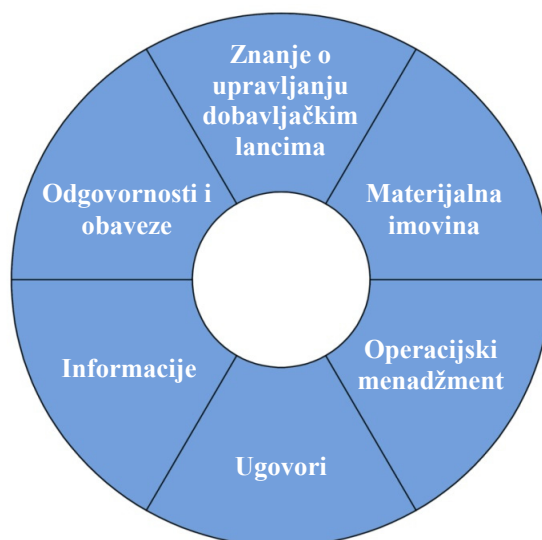 Znanje o
upravljanju
dobavljačkim
lancima
Materijalna
imovina
Operacijski
menadžment
Ugovori
Informacije
Odgovornosti i
obaveze